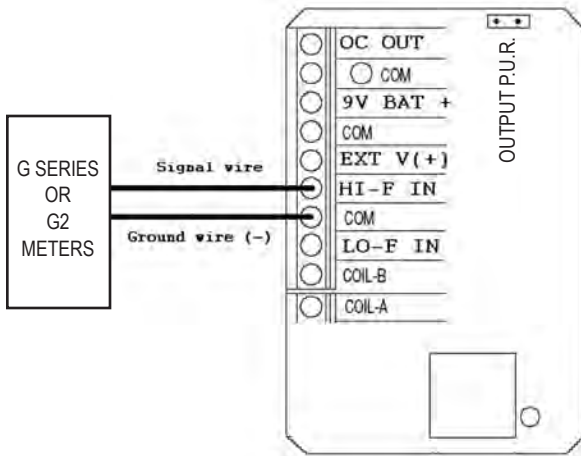 G SERIES
OR
G2
METERS
Signal wire
Ground wire (-)
OC OUT
COM
9V BAT +
COM
EXT V(+)
HI-F IN
COM
LO-F IN
COIL-B
COIL-A
OUTPUT P.U.R.